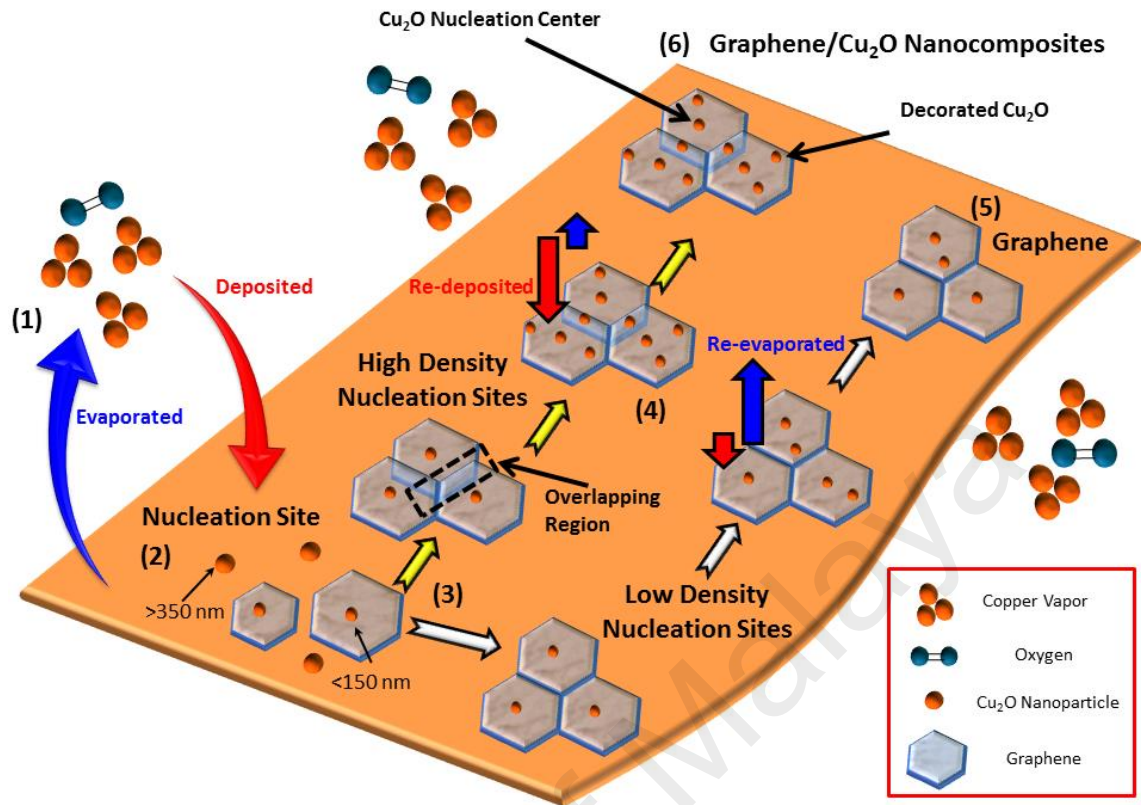 Cu₂O Nucleation Center
(6) Graphene/Cu₂O Nanocomposites
Decorated Cu₂O
(5)
Graphene
(1)
Deposited
Evaporated
Re-deposited
Re-evaporated
High Density
Nucleation Sites
(4)
Overlapping
Region
Nucleation Site
(2)
>350 nm
<150 nm
(3)
Low Density
Nucleation Sites
Copper Vapor
Oxygen
Cu₂O Nanoparticle
Graphene
of Malaya